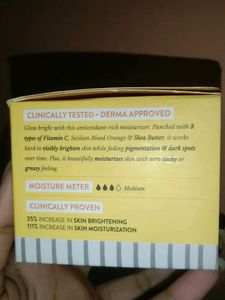 CLINICALLY TESTED + DERMA APPROVED
Glow bright with this antioxidant-rich moisturizer. Punched with 3
types of Vitamin C, Sicilian Blood Orange & Shea Butter, it works
hard to visibly brighten skin while fading pigmentation & dark spots
over time. Plus, it beautifully moisturizes skin with zero sticky or
greasy feeling.
MOISTURE METER
Medium
CLINICALLY PROVEN
35% INCREASE IN SKIN BRIGHTENING
111% INCREASE IN SKIN MOISTURIZATION